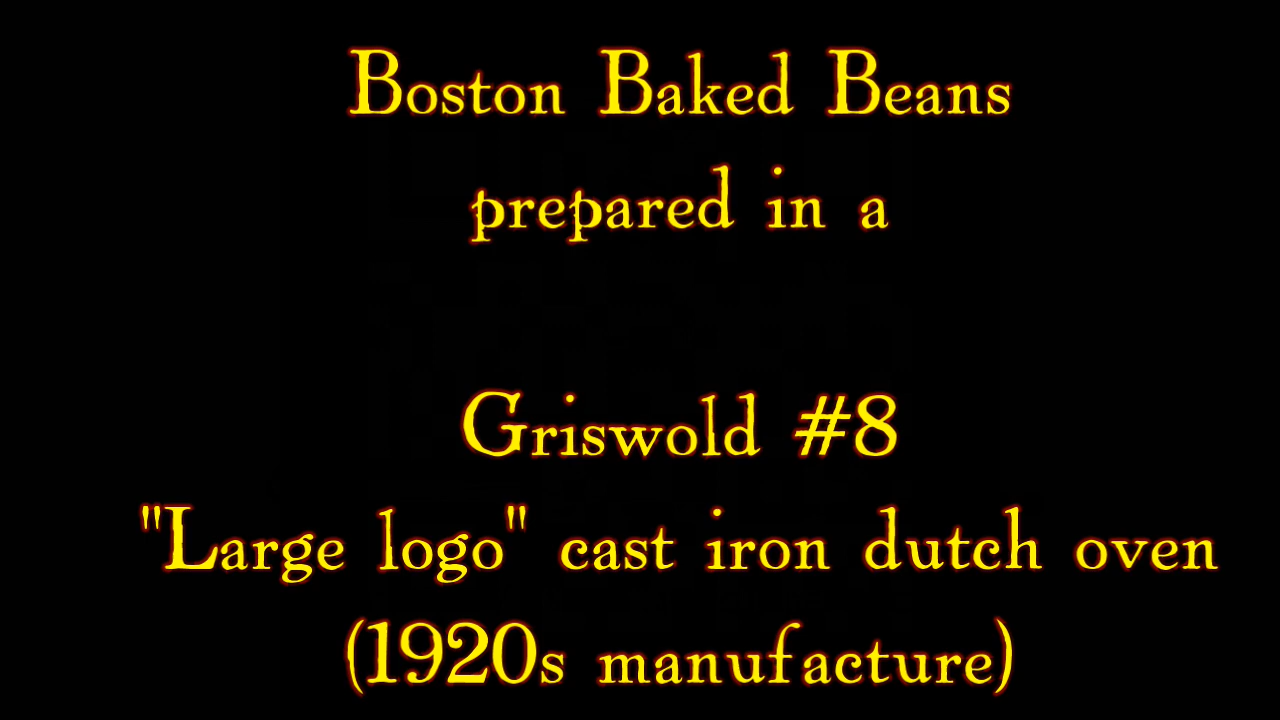 Boston Baked Beans
prepared in a
Griswold #8
"Large logo" cast iron dutch oven
(1920s manufacture)